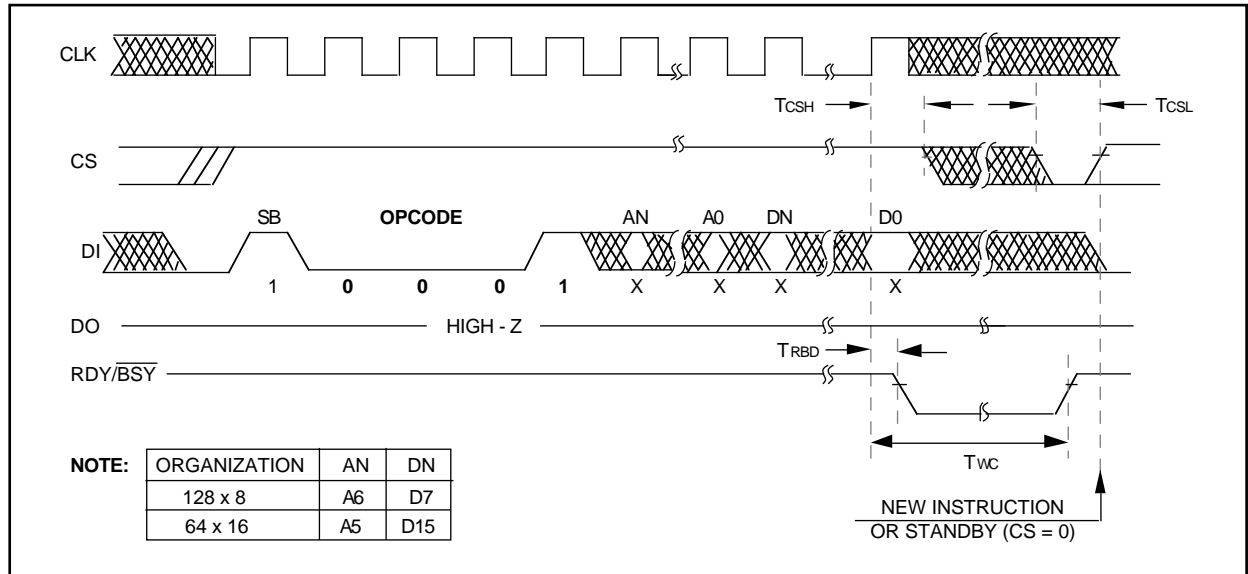 CLK
TCSH
TCSL
CS
SB OPCODE AN A0 DN D0
DI
1 0 0 0 1 X X X X
DO HIGH - Z
TRBD
RDY/BSY
TWC
NOTE: ORGANIZATION AN DN
128 x 8 A6 D7
64 x 16 A5 D15
NEW INSTRUCTION
OR STANDBY (CS = 0)